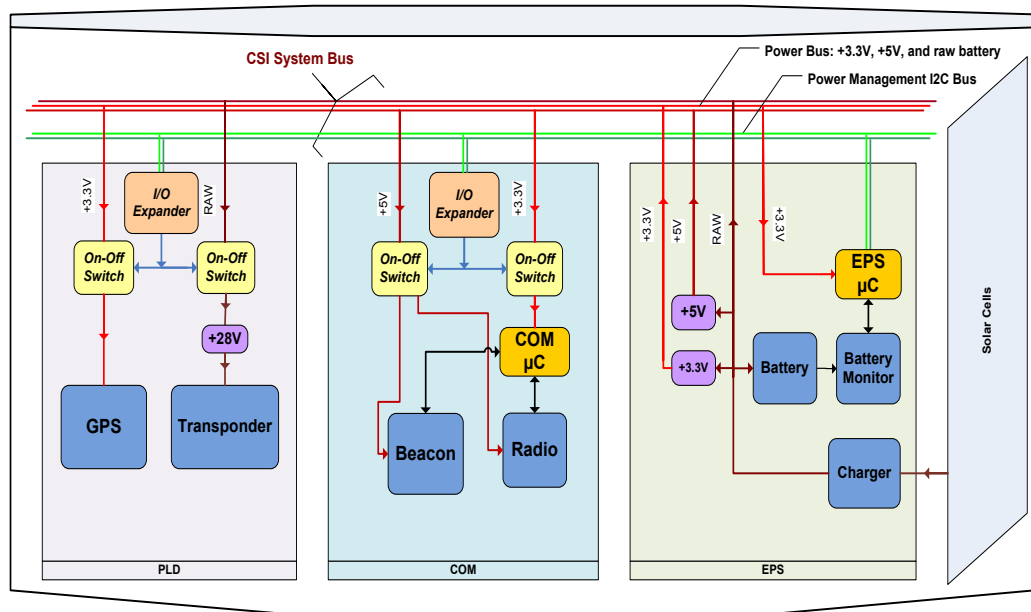 CSI System Bus
Power Bus: +3.3V, +5V, and raw battery
Power Management I2C Bus
+3.3V
I/O
Expander
RAW
On-Off
Switch
On-Off
Switch
+28V
GPS
Transponder
PLD
+5V
I/O
Expander
+3.3V
On-Off
Switch
On-Off
Switch
COM
µC
Beacon
Radio
COM
+3.3V
+5V
RAW
+3.3V
EPS
µC
+5V
+3.3V
Battery
Battery
Monitor
Charger
EPS
Solar Cells